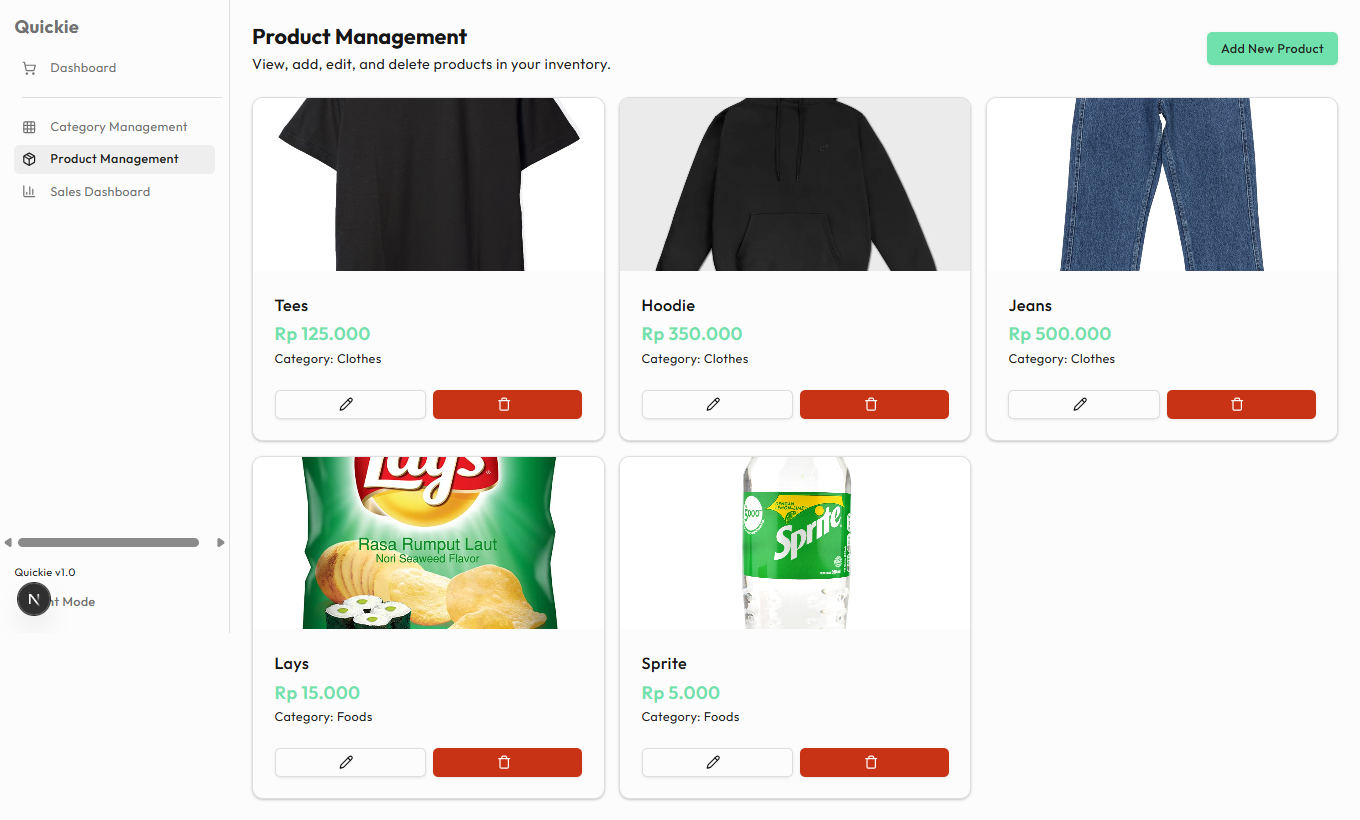 Quickie
Dashboard
Category Management
Product Management
Sales Dashboard
Quickie v1.0
N
nt Mode
Product Management
View, add, edit, and delete products in your inventory.
Add New Product
Tees
Rp 125.000
Category: Clothes
Hoodie
Rp 350.000
Category: Clothes
Jeans
Rp 500.000
Category: Clothes
Lay's
Rasa Rumput Laut
Nori Seaweed Flavor
Lays
Rp 15.000
Category: Foods
5000
Sprite
Sprite
Rp 5.000
Category: Foods